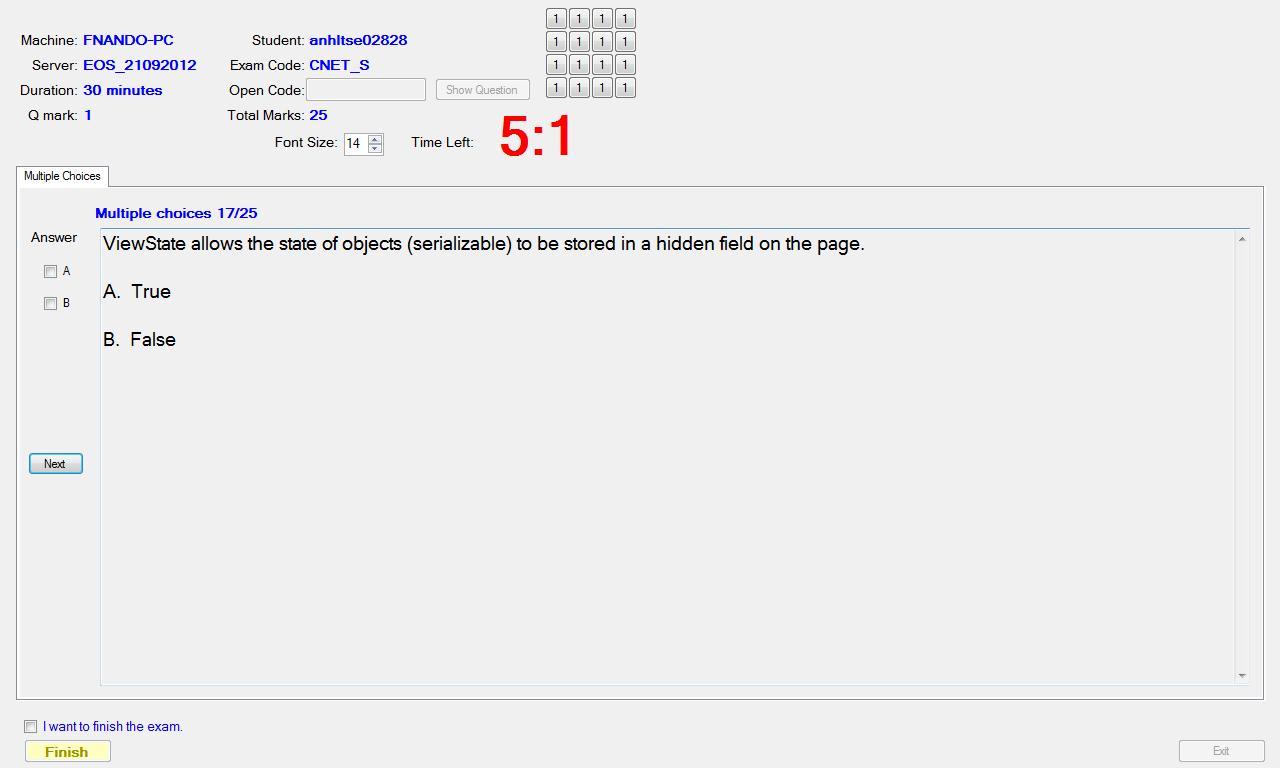 Machine: FNANDO-PC Student: anhltse02828
Server: EOS_21092012 Exam Code: CNET_S
Duration: 30 minutes Open Code: Show Question
Q mark: 1 Total Marks: 25
Font Size: 14 Time Left: 5:1
1 1 1 1
1 1 1 1
1 1 1 1
1 1 1 1
Multiple Choices
Multiple choices 17/25
Answer
A
B
ViewState allows the state of objects (serializable) to be stored in a hidden field on the page.
A. True
B. False
Next
I want to finish the exam.
Finish
Exit